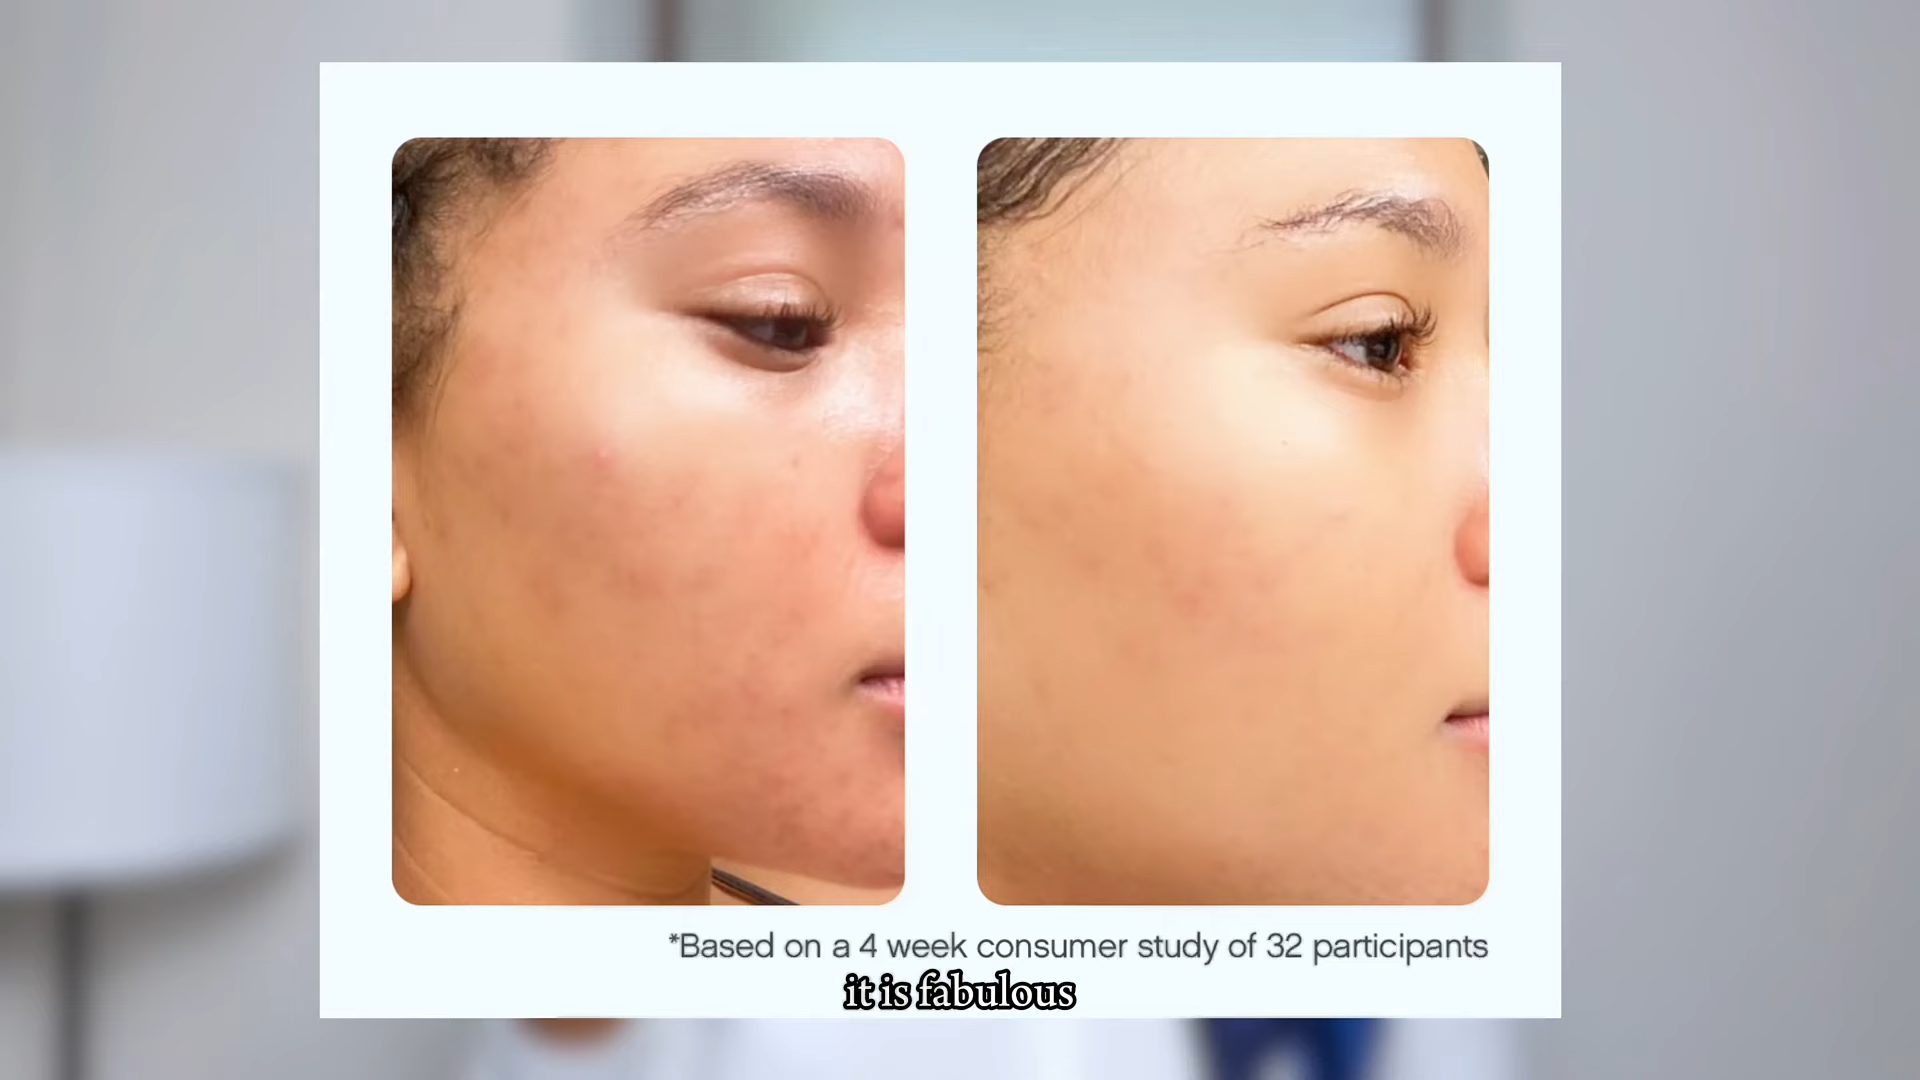 *Based on a 4 week consumer study of 32 participants
it is fabulous